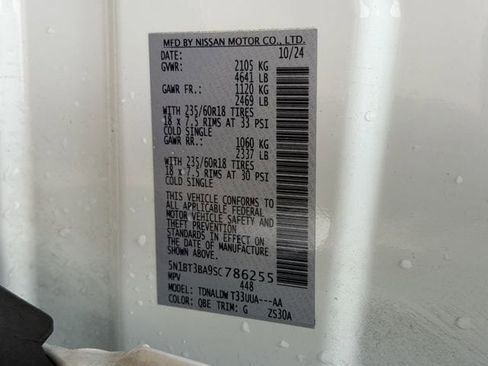 MFD BY NISSAN MOTOR CO., LTD.
DATE: 10/24
GVWR: 2105 KG
4641 LB
GAWR FR.: 1120 KG
2469 LB
WITH 235/60R18 TIRES
18 x 7.5 RIMS AT 33 PSI
COLD SINGLE
GAWR RR.: 1060 KG
2337 LB
WITH 235/60R18 TIRES
18 x 7.5 RIMS AT 30 PSI
COLD SINGLE
THIS VEHICLE CONFORMS TO
ALL APPLICABLE FEDERAL
MOTOR VEHICLE SAFETY AND
THEFT PREVENTION
STANDARDS IN EFFECT ON
THE DATE OF MANUFACTURE
SHOWN ABOVE.
5N1BT3BA9SC786255
MPV 448
MODEL: TDNALDWT33UUA---AA
COLOR: QBE TRIM: G ZS30A